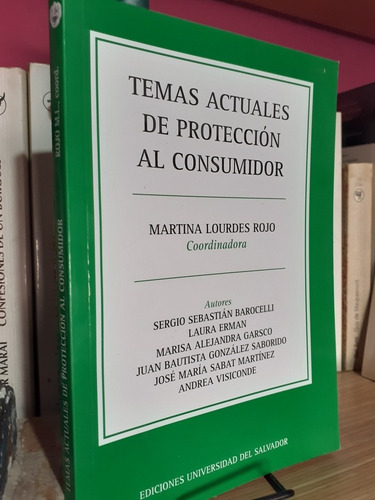 TEMAS ACTUALES
DE PROTECCIÓN
AL CONSUMIDOR
MARTINA LOURDES ROJO
Coordinadora
Autores
SERGIO SEBASTIÁN BAROCELLI
LAURA ERMAN
MARISA ALEJANDRA GARSCO
JUAN BAUTISTA GONZÁLEZ SABORIDO
JOSÉ MARÍA SABAT MARTÍNEZ
ANDREA VISICONDE
EDICIONES UNIVERSIDAD DEL SALVADOR
ROJO M.L., coord.
TEMAS ACTUALES DE PROTECCIÓN AL CONSUMIDOR
MARAI CONFESIONES DE UN